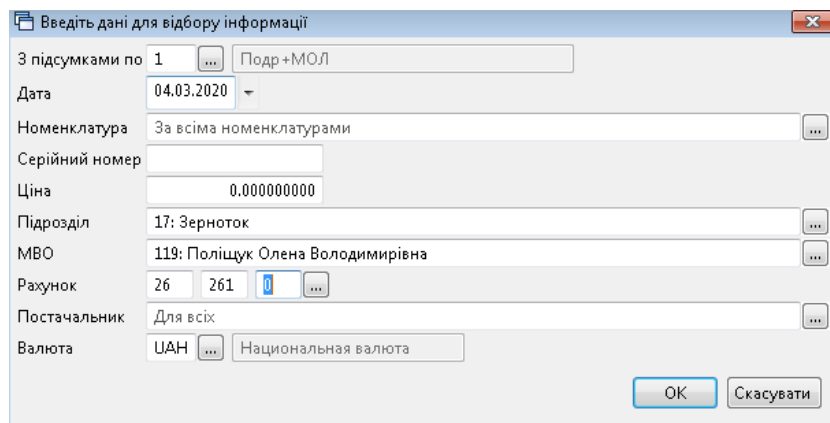 Введіть дані для відбору інформації
З підсумками по 1 ... Подр+МОЛ
Дата 04.03.2020
Номенклатура За всіма номенклатурами ...
Серійний номер
Ціна 0.000000000
Підрозділ 17: Зерноток ...
МВО 119: Поліщук Олена Володимирівна ...
Рахунок 26 261 0 ...
Постачальник Для всіх ...
Валюта UAH ... Национальная валюта
OK Скасувати